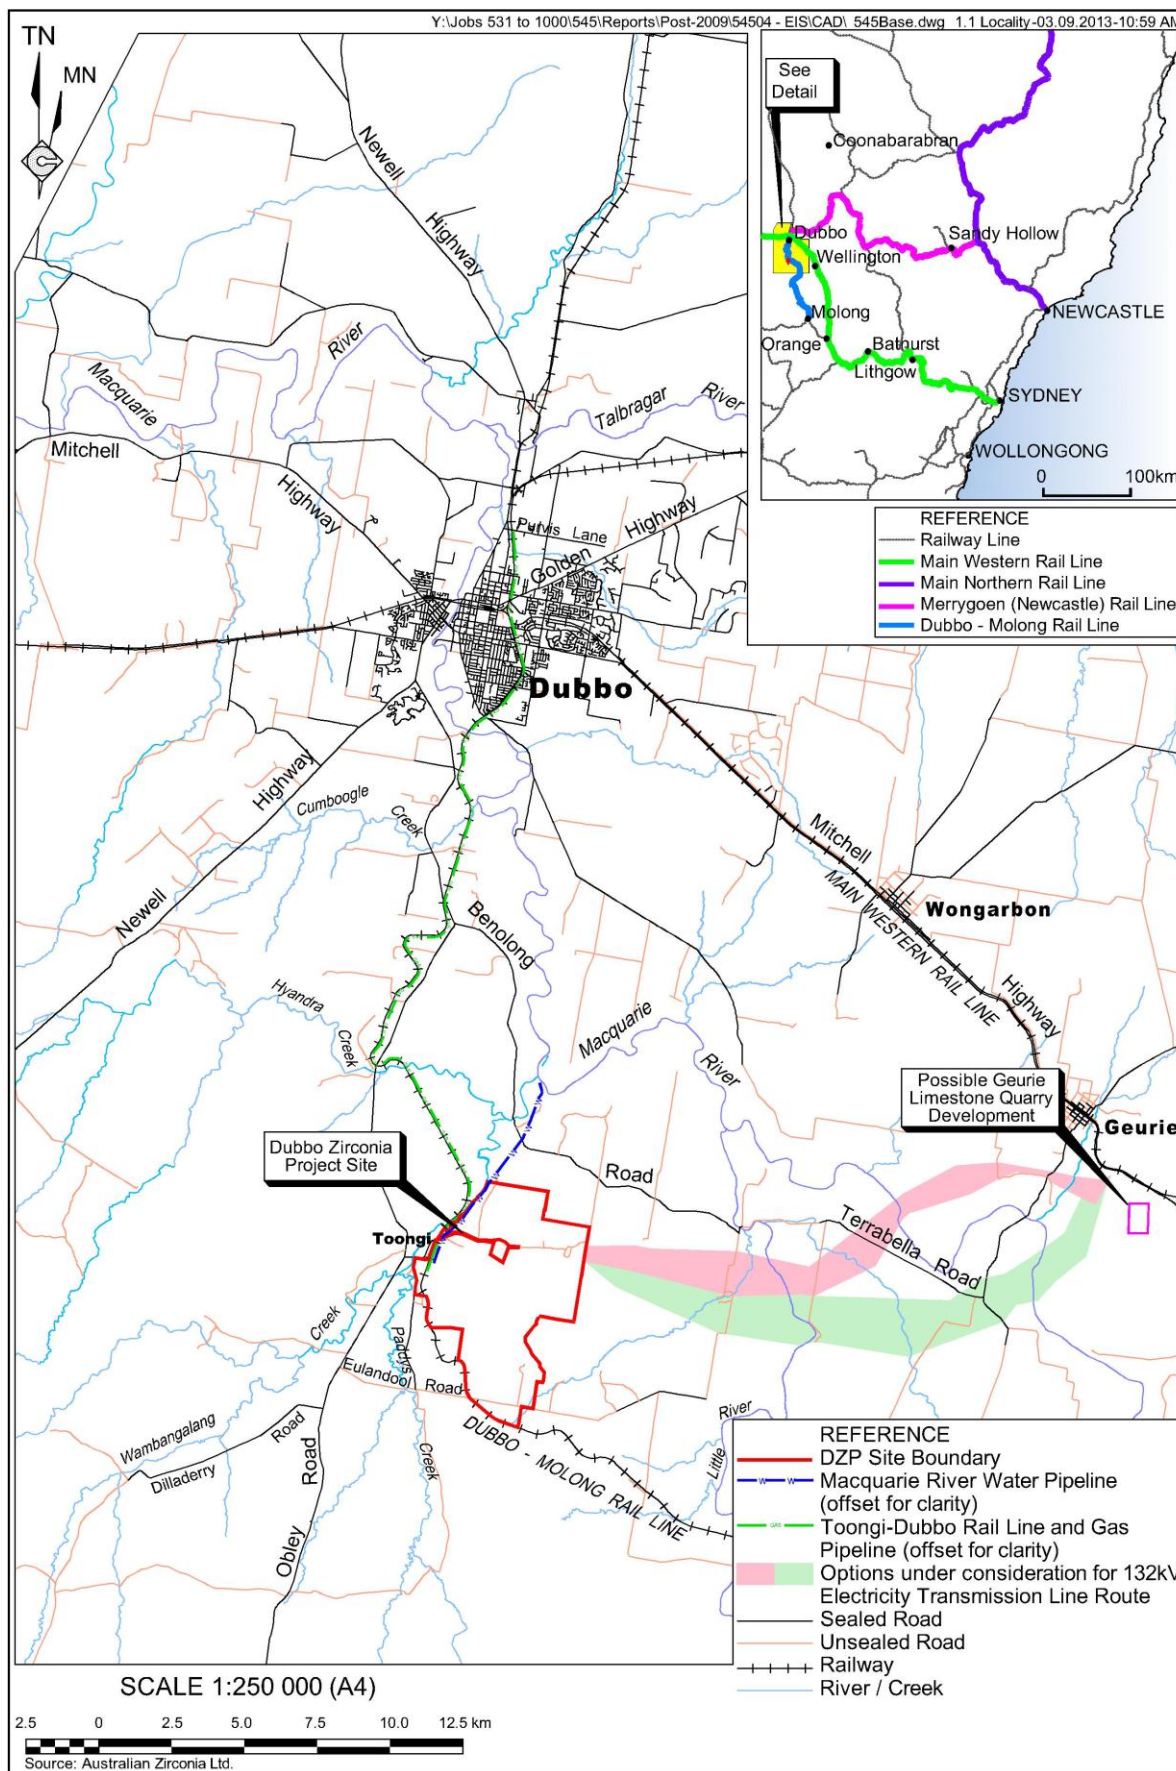 Y:\Jobs 531 to 1000\545\Reports\Post-2009\54504 - EIS\CAD\_545Base.dwg 1.1 Locality-03.09.2013-10:59 AM
TN
MN
See
Detail
Coonabarabran
Dubbo
Sandy Hollow
Wellington
Molong
NEWCASTLE
Orange
Bathurst
Lithgow
SYDNEY
WOLLONGONG
0 100km
REFERENCE
Railway Line
Main Western Rail Line
Main Northern Rail Line
Merrygoen (Newcastle) Rail Line
Dubbo - Molong Rail Line
Newell
Highway
River
Macquarie
Talbragar
River
Mitchell
Highway
Purvis Lane
Golden
Highway
Dubbo
Highway
Newell
Cumboogle
Creek
Mitchell
MAIN WESTERN RAIL LINE
Wongarbon
Highway
Benolong
Hyandra
Creek
Macquarie
River
Possible Geurie
Limestone Quarry
Development
Geurie
Dubbo Zirconia
Project Site
Road
Terrabella Road
Toongi
Creek
Paddys
Eulandool Road
Wambangalang
Road
Dilladerry
Road
Creek
Obley
DUBBO - MOLONG RAIL LINE
River
Little
REFERENCE
DZP Site Boundary
W W
Macquarie River Water Pipeline
(offset for clarity)
GAS
Toongi-Dubbo Rail Line and Gas
Pipeline (offset for clarity)
Options under consideration for 132kV
Electricity Transmission Line Route
Sealed Road
Unsealed Road
Railway
River / Creek
SCALE 1:250 000 (A4)
2.5 0 2.5 5.0 7.5 10.0 12.5 km
Source: Australian Zirconia Ltd.